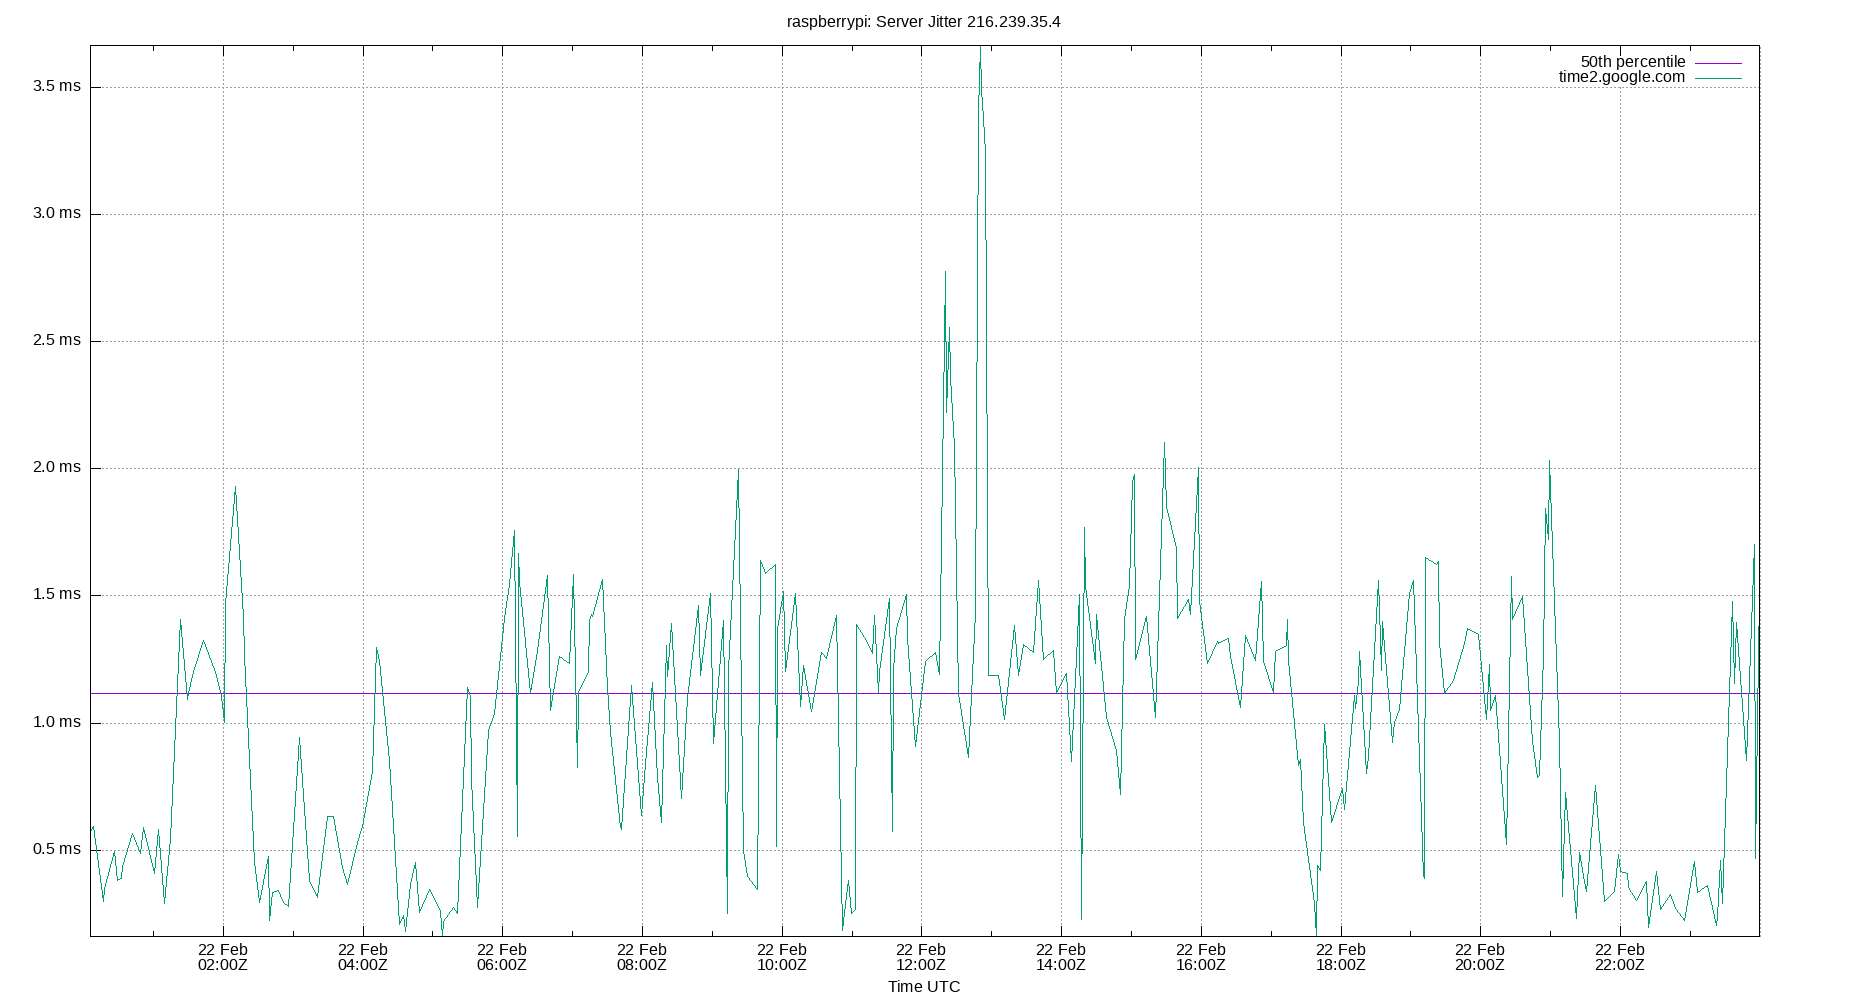 raspberrypi: Server Jitter 216.239.35.4
50th percentile
time2.google.com
3.5 ms
3.0 ms
2.5 ms
2.0 ms
1.5 ms
1.0 ms
0.5 ms
22 Feb 22 Feb 22 Feb 22 Feb 22 Feb 22 Feb 22 Feb 22 Feb 22 Feb 22 Feb 22 Feb
02:00Z 04:00Z 06:00Z 08:00Z 10:00Z 12:00Z 14:00Z 16:00Z 18:00Z 20:00Z 22:00Z
Time UTC